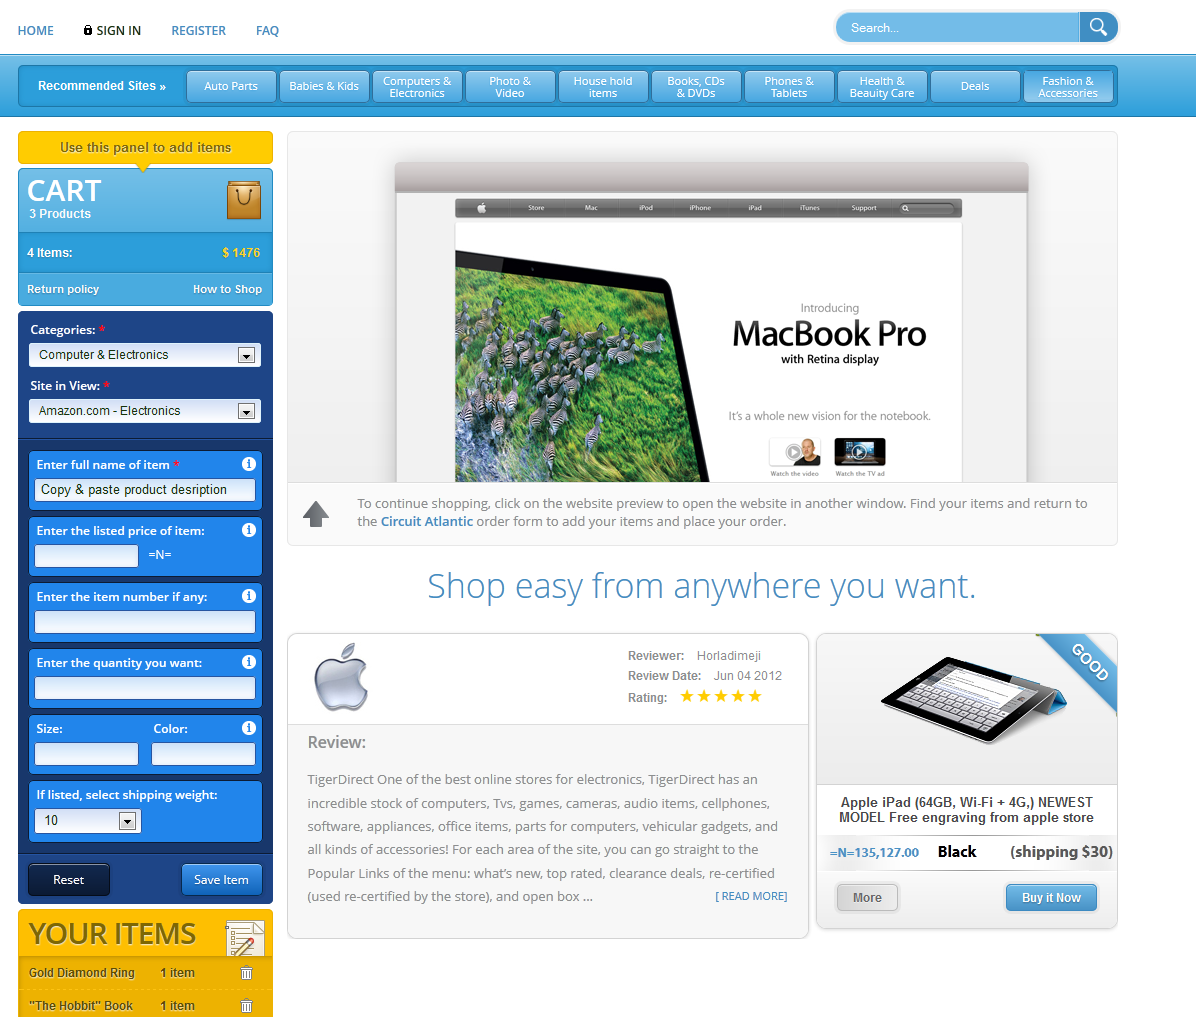 HOME
SIGN IN
REGISTER
FAQ
Search...
Recommended Sites »
Auto Parts
Babies & Kids
Computers &
Electronics
Photo &
Video
House hold
items
Books, CDs
& DVDs
Phones &
Tablets
Health &
Beauity Care
Deals
Fashion &
Accessories
Use this panel to add items
CART
3 Products
4 Items:
$ 1476
Return policy
How to Shop
Categories: *
Computer & Electronics
Site in View: *
Amazon.com - Electronics
Enter full name of item *
Copy & paste product desription
Enter the listed price of item:
=N=
Enter the item number if any:
Enter the quantity you want:
Size:
Color:
If listed, select shipping weight:
10
Reset
Save Item
YOUR ITEMS
Gold Diamond Ring
1 item
"The Hobbit" Book
1 item
Store
Mac
iPod
iPhone
iPad
iTunes
Support
Introducing
MacBook Pro
with Retina display
It's a whole new vision for the notebook.
Watch the video
Watch the TV ad
To continue shopping, click on the website preview to open the website in another window. Find your items and return to
the Circuit Atlantic order form to add your items and place your order.
Shop easy from anywhere you want.
Reviewer: Horladimeji
Review Date: Jun 04 2012
Rating:
Review:
TigerDirect One of the best online stores for electronics, TigerDirect has an
incredible stock of computers, Tvs, games, cameras, audio items, cellphones,
software, appliances, office items, parts for computers, vehicular gadgets, and
all kinds of accessories! For each area of the site, you can go straight to the
Popular Links of the menu: what's new, top rated, clearance deals, re-certified
(used re-certified by the store), and open box ...
[ READ MORE]
GOOD
Apple iPad (64GB, Wi-Fi + 4G,) NEWEST
MODEL Free engraving from apple store
=N=135,127.00
Black
(shipping $30)
More
Buy it Now